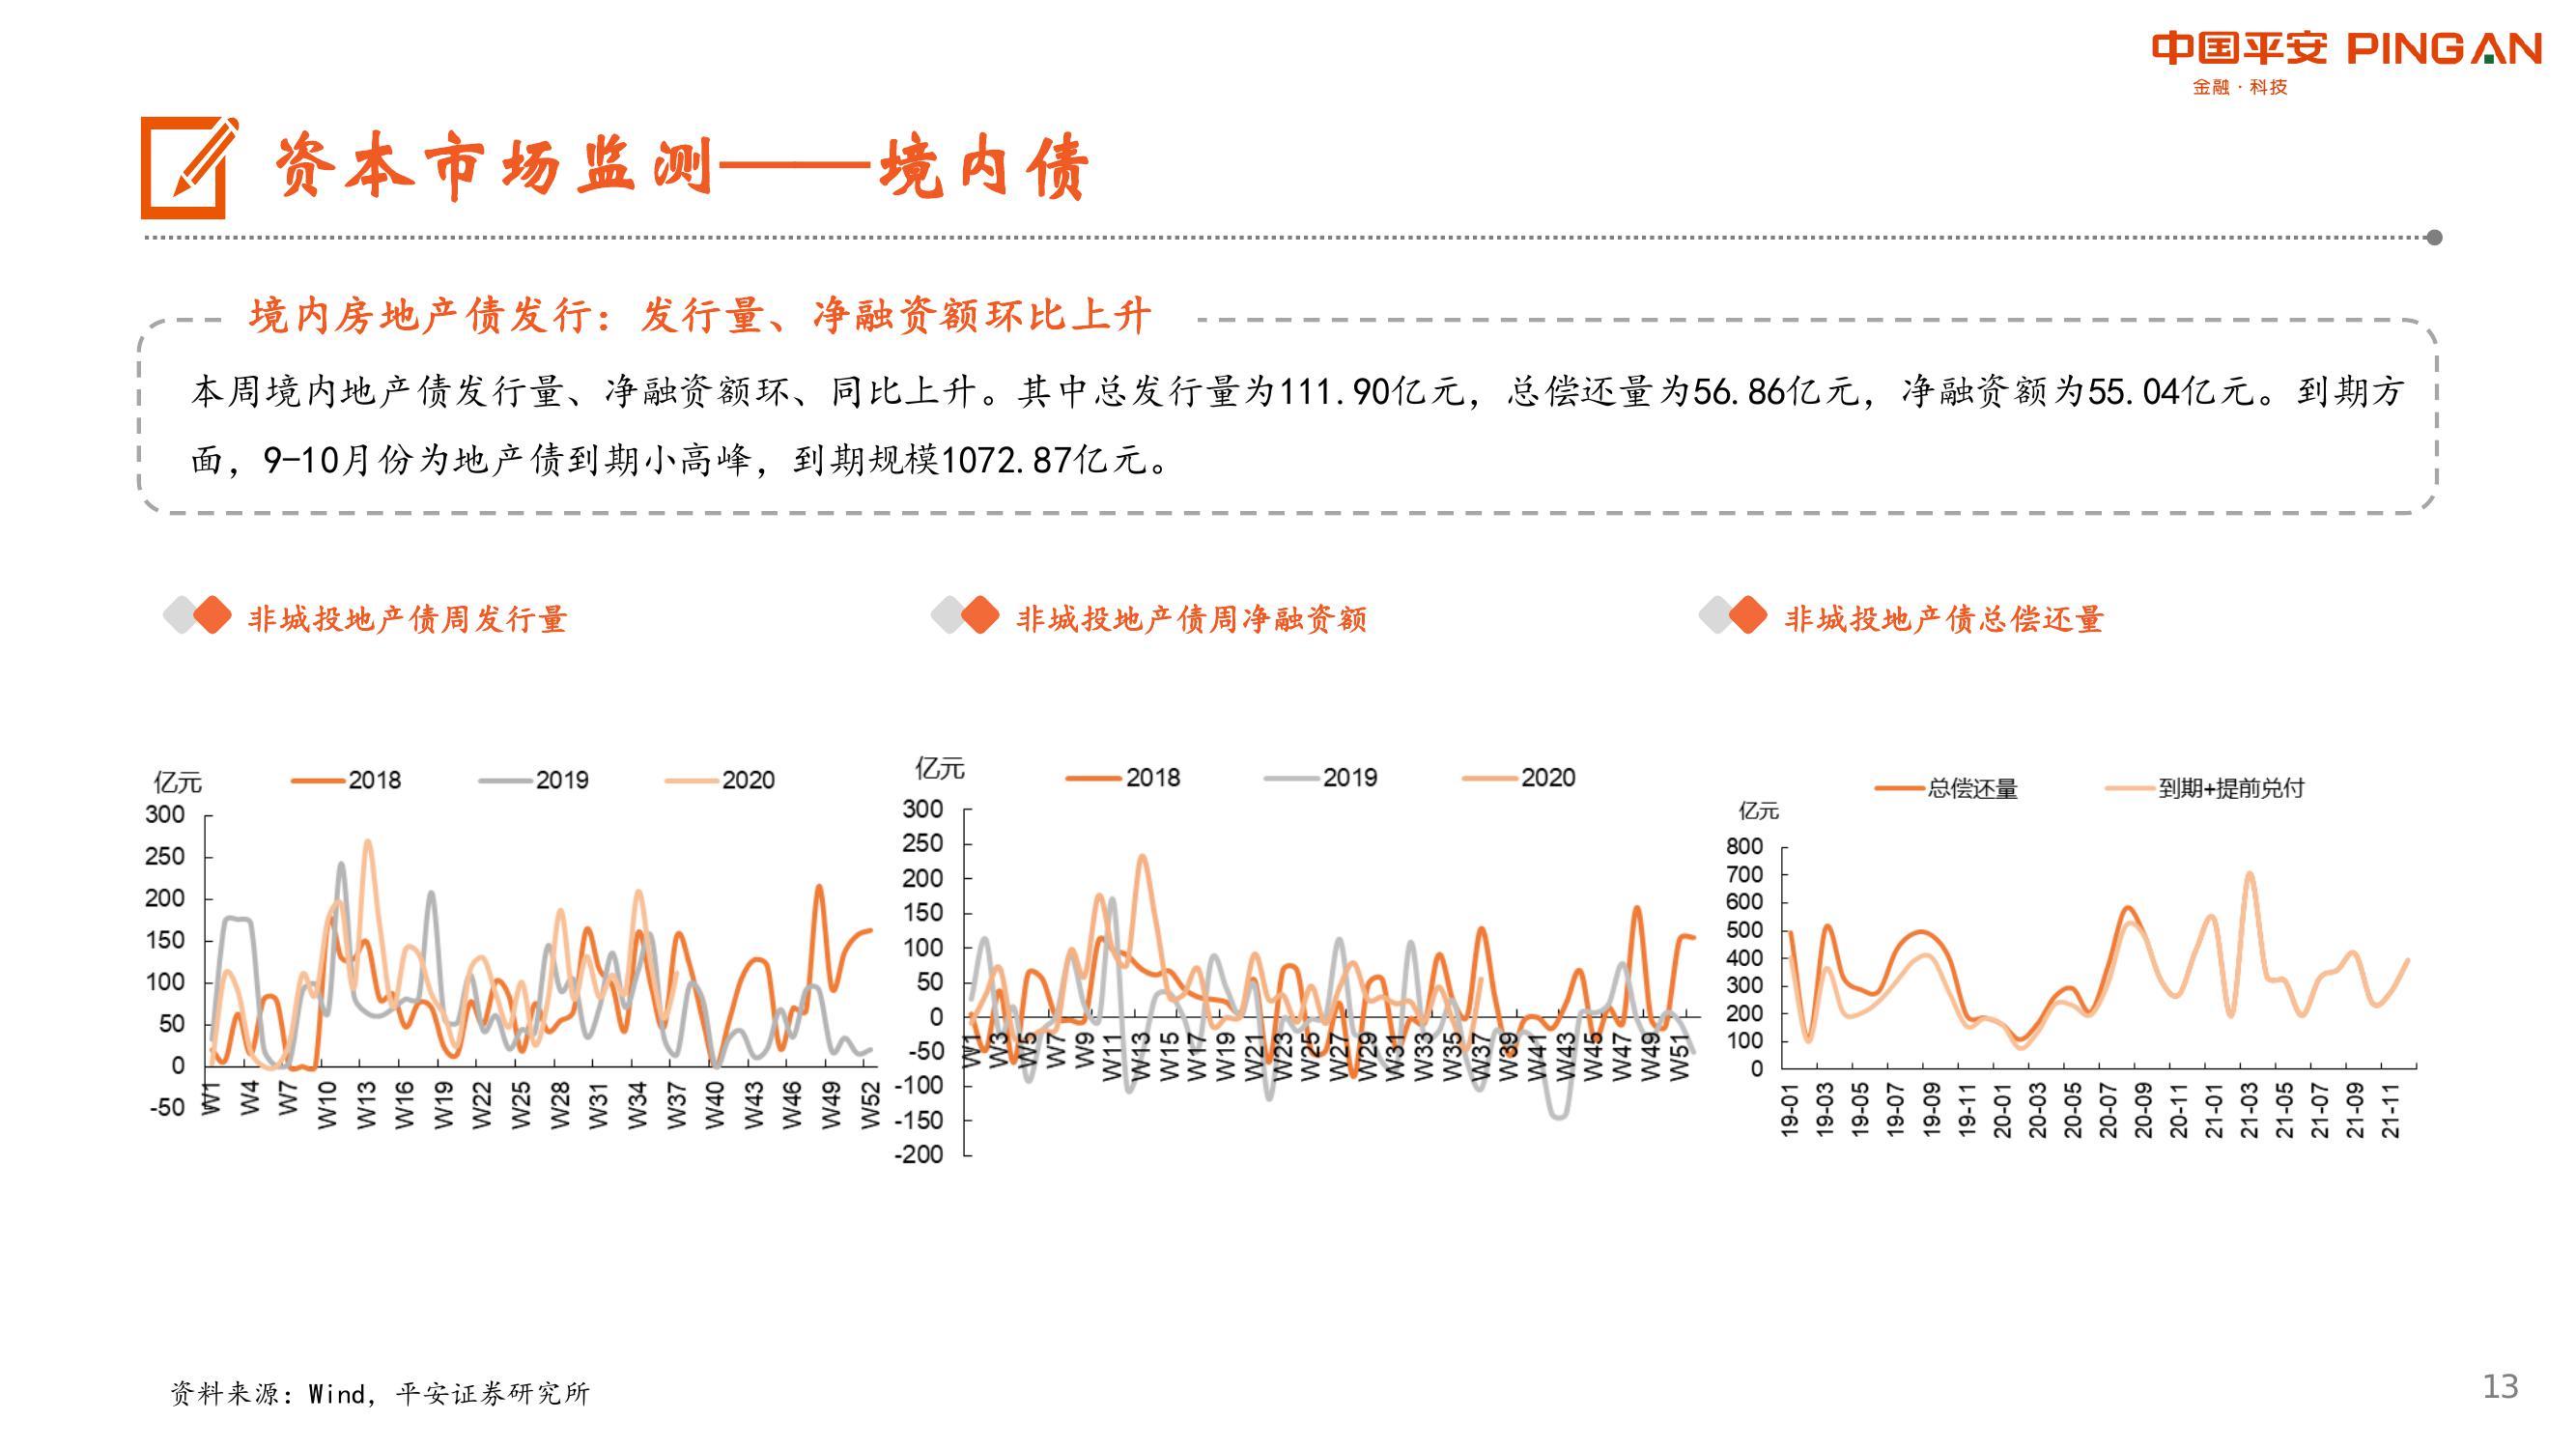 中国平安 PINGAN
金融·科技
资本市场监测——境内债
境内房地产债发行：发行量、净融资额环比上升
本周境内地产债发行量、净融资额环、同比上升。其中总发行量为111.90亿元，总偿还量为56.86亿元，净融资额为55.04亿元。到期方
面，9-10月份为地产债到期小高峰，到期规模1072.87亿元。
非城投地产债周发行量
非城投地产债周净融资额
非城投地产债总偿还量
亿元
2018
2019
2020
300
250
200
150
100
50
0
-50
W1
W4
W7
W10
W13
W16
W19
W22
W25
W28
W31
W34
W37
W40
W43
W46
W49
W52
亿元
2018
2019
2020
300
250
200
150
100
50
0
-50
-100
-150
-200
W1
W3
W5
W7
W9
W11
W13
W15
W17
W19
W21
W23
W25
W27
W29
W31
W33
W35
W37
W39
W41
W43
W45
W47
W49
W51
总偿还量
到期+提前兑付
亿元
800
700
600
500
400
300
200
100
0
19-01
19-03
19-05
19-07
19-09
19-11
20-01
20-03
20-05
20-07
20-09
20-11
21-01
21-03
21-05
21-07
21-09
21-11
资料来源：Wind，平安证券研究所
13